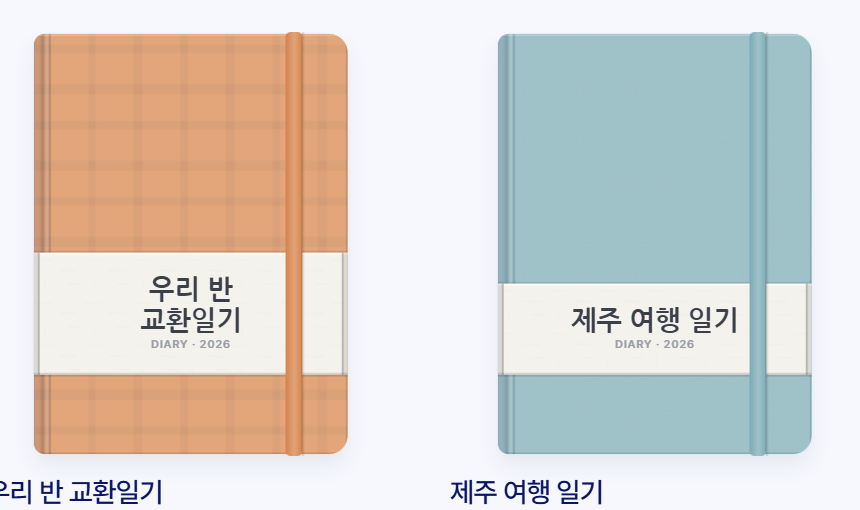 우리 반
교환일기
DIARY · 2026
제주 여행 일기
DIARY · 2026
우리 반 교환일기
제주 여행 일기